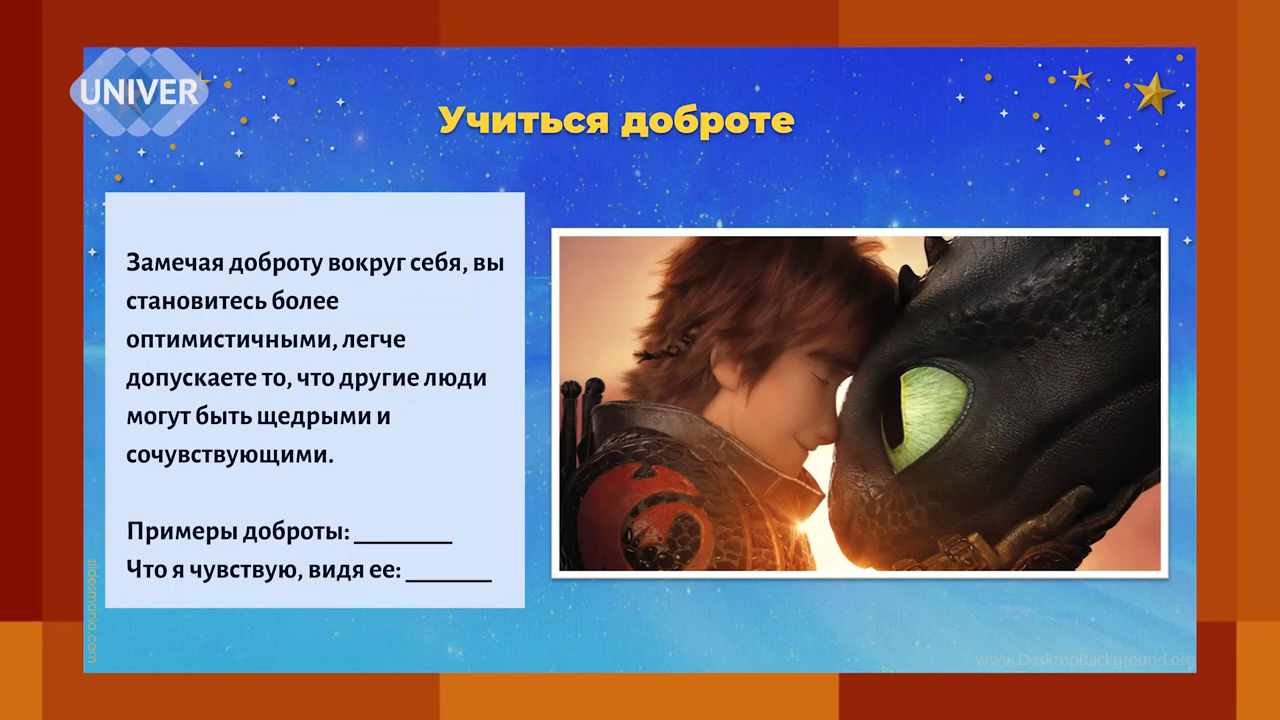 UNIVER
Учиться доброте
Замечая доброту вокруг себя, вы
становитесь более
оптимистичными, легче
допускаете то, что другие люди
могут быть щедрыми и
сочувствующими.
Примеры доброты: ________
Что я чувствую, видя ее: _______
slidesmania.com
www.DesktopBackground.org